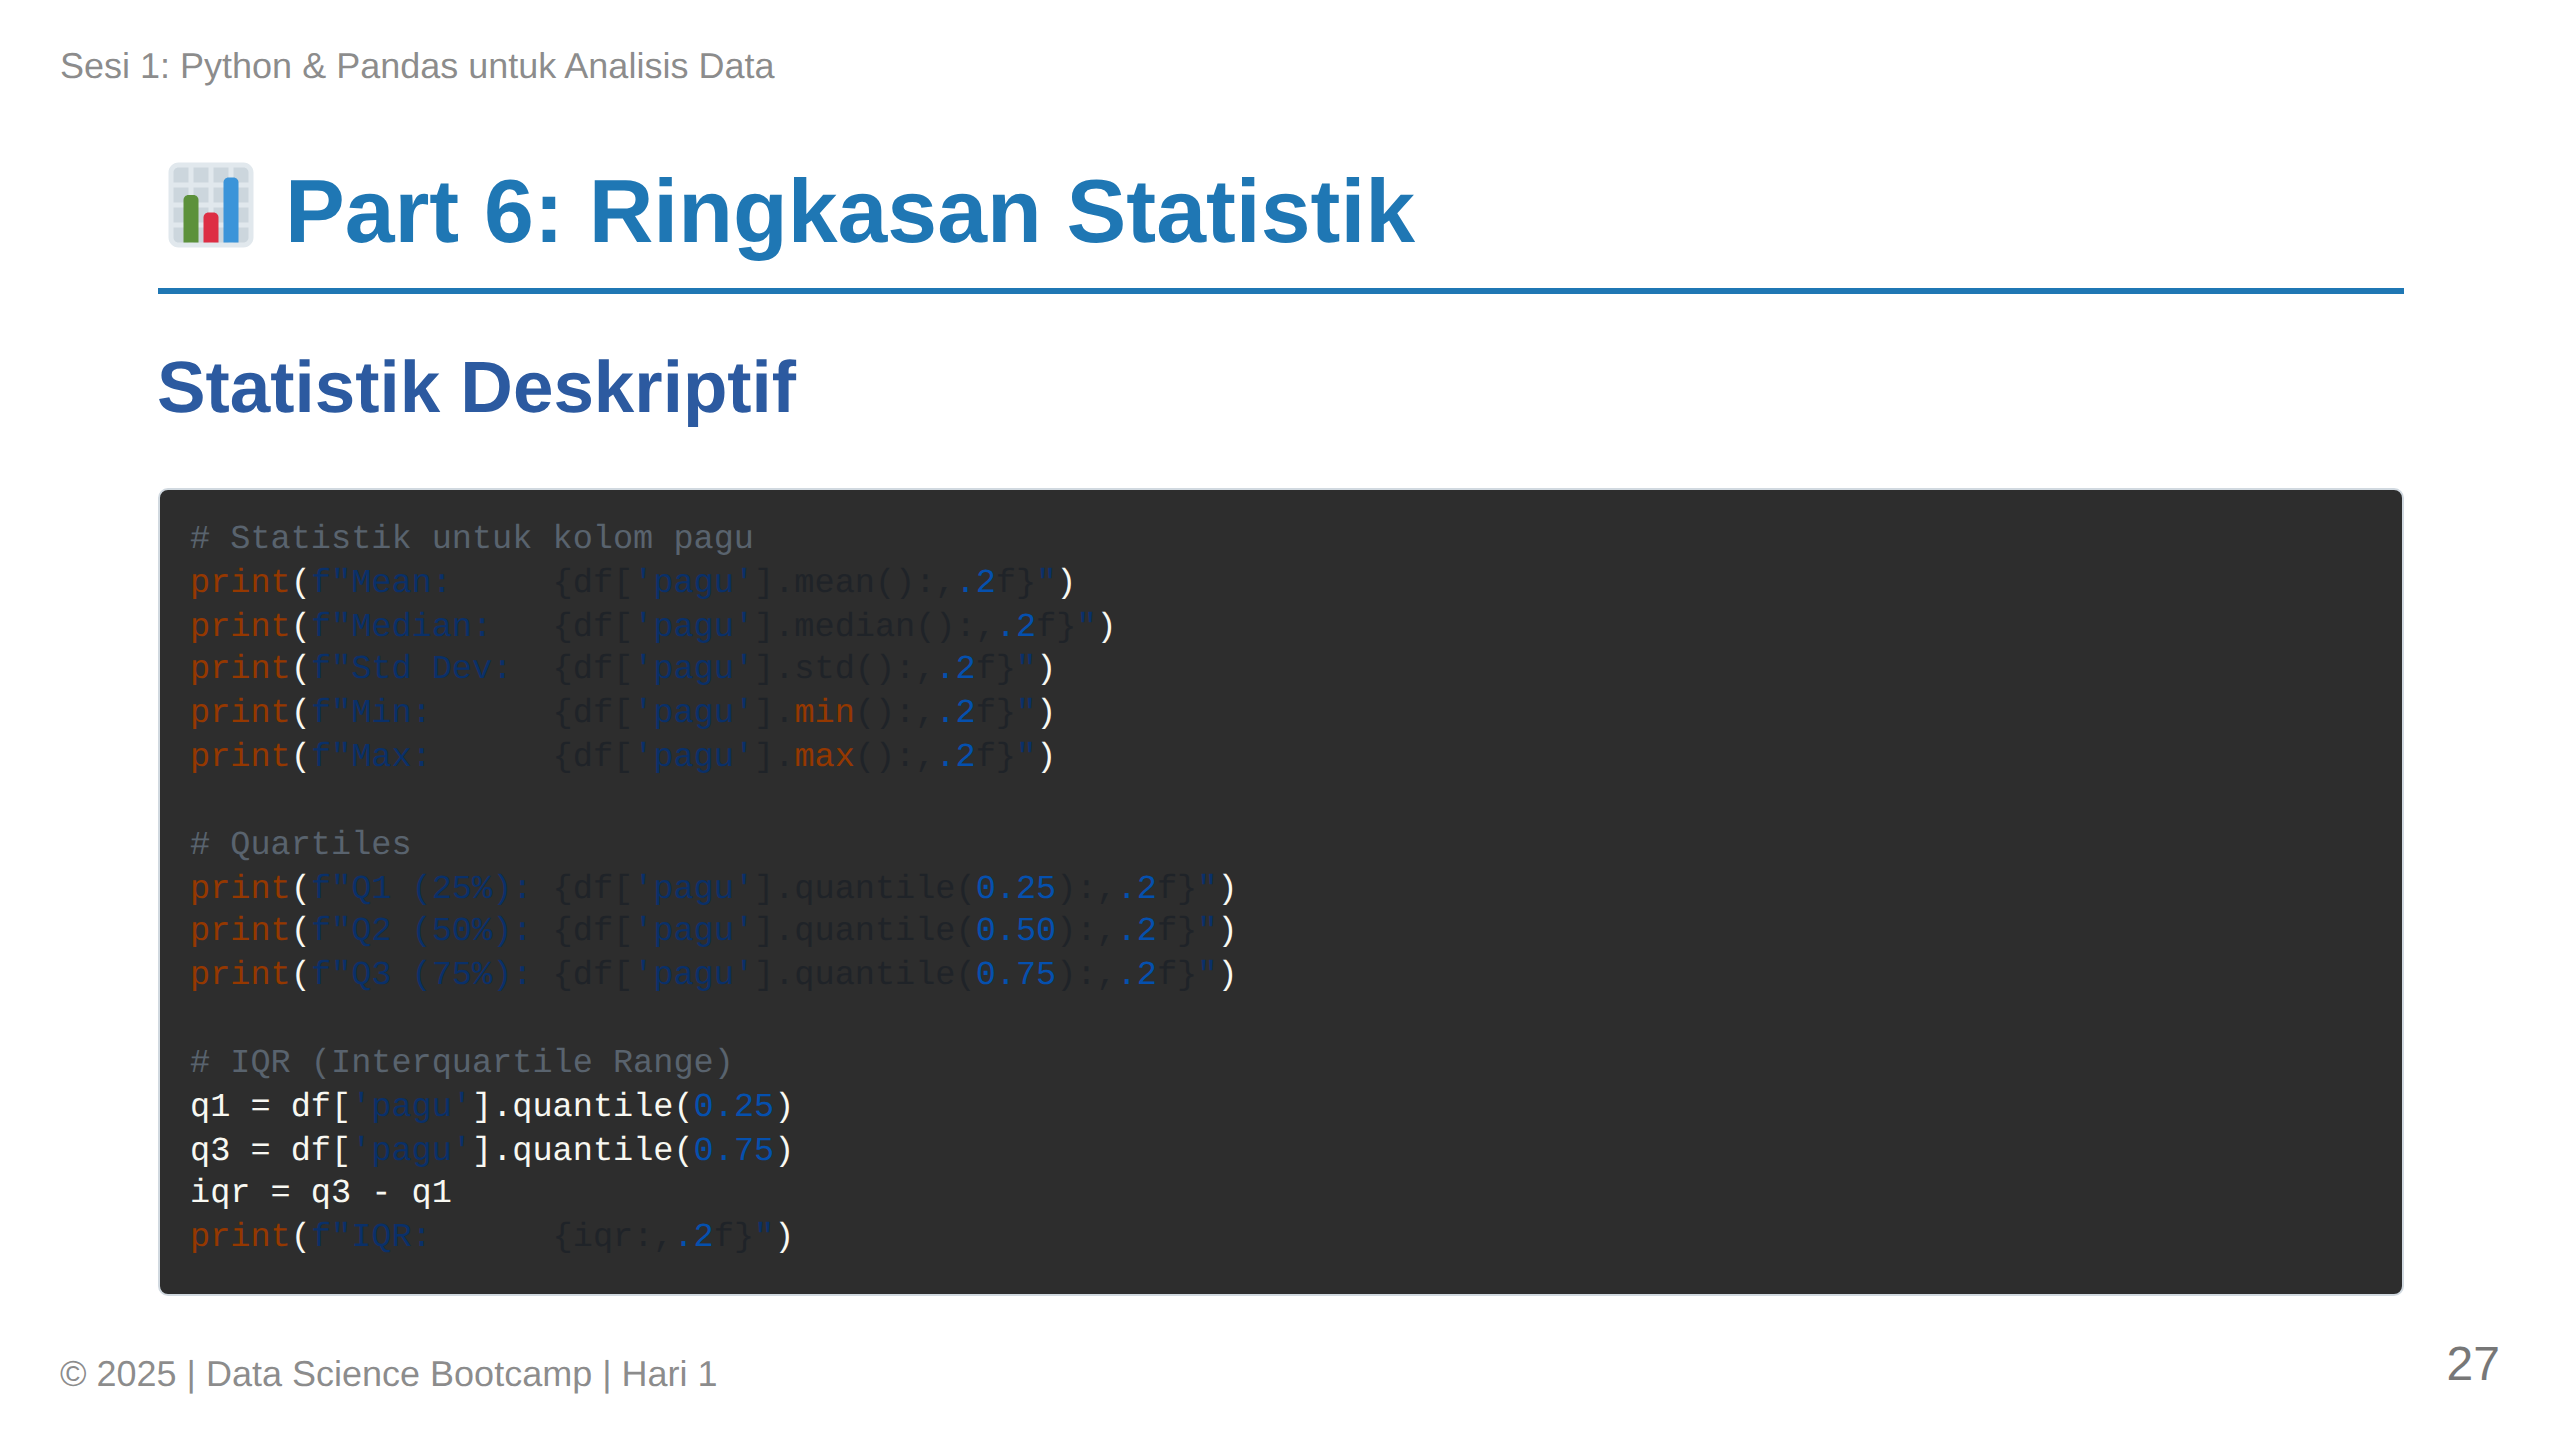 Sesi 1: Python & Pandas untuk Analisis Data
Part 6: Ringkasan Statistik
Statistik Deskriptif
# Statistik untuk kolom pagu
print(f"Mean:     {df['pagu'].mean():,.2f}")
print(f"Median:   {df['pagu'].median():,.2f}")
print(f"Std Dev:  {df['pagu'].std():,.2f}")
print(f"Min:      {df['pagu'].min():,.2f}")
print(f"Max:      {df['pagu'].max():,.2f}")
# Quartiles
print(f"Q1 (25%): {df['pagu'].quantile(0.25):,.2f}")
print(f"Q2 (50%): {df['pagu'].quantile(0.50):,.2f}")
print(f"Q3 (75%): {df['pagu'].quantile(0.75):,.2f}")
# IQR (Interquartile Range)
q1 = df['pagu'].quantile(0.25)
q3 = df['pagu'].quantile(0.75)
iqr = q3 - q1
print(f"IQR:      {iqr:,.2f}")
© 2025 | Data Science Bootcamp | Hari 1
27